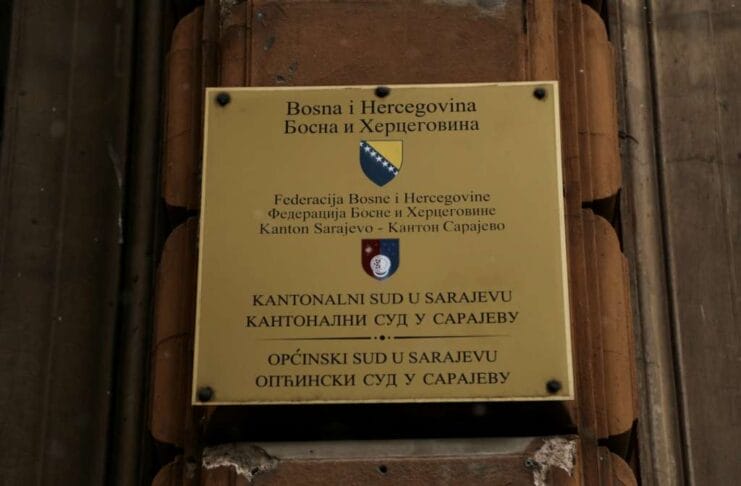 Bosna i Hercegovina
Босна и Херцеговина
Federacija Bosne i Hercegovine
Федерација Босне и Херцеговине
Kanton Sarajevo - Кантон Сарајево
KANTONALNI SUD U SARAJEVU
КАНТОНАЛНИ СУД У САРАЈЕВУ
OPĆINSKI SUD U SARAJEVU
ОПЋИНСКИ СУД У САРАЈЕВУ